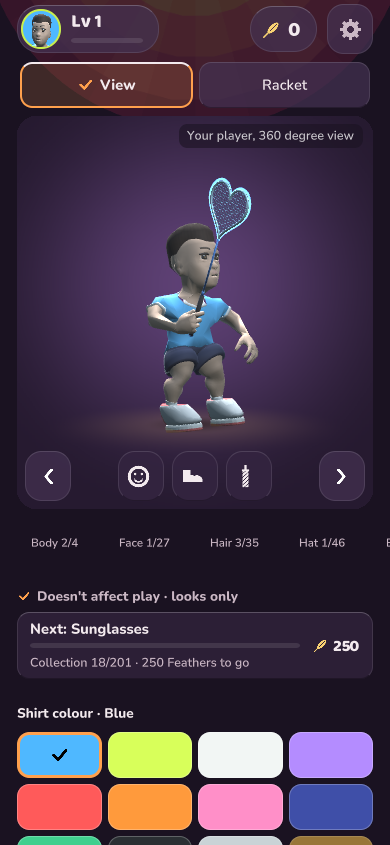 Lv 1
0
View
Racket
Your player, 360 degree view
Body 2/4
Face 1/27
Hair 3/35
Hat 1/46
Doesn't affect play · looks only
Next: Sunglasses
250
Collection 18/201 · 250 Feathers to go
Shirt colour · Blue